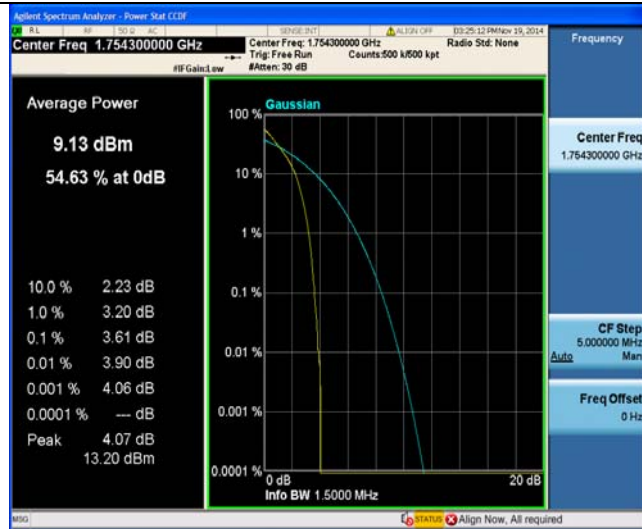 Agilent Spectrum Analyzer - Power Stat CCDF
RL RF 50 Ω AC SENSE:INT ALIGN OFF 03:25:12 PM Nov 19, 2014
Center Freq 1.754300000 GHz
Center Freq: 1.754300000 GHz Radio Std: None
Trig: Free Run Counts:500 k/500 kpt
#IFGain:Low #Atten: 30 dB
Frequency
Average Power
9.13 dBm
54.63 % at 0dB
10.0 % 2.23 dB
1.0 % 3.20 dB
0.1 % 3.61 dB
0.01 % 3.90 dB
0.001 % 4.06 dB
0.0001 % --- dB
Peak 4.07 dB
13.20 dBm
Gaussian
100 %
10 %
1 %
0.1 %
0.01 %
0.001 %
0.0001 %
0 dB 20 dB
Info BW 1.5000 MHz
Center Freq
1.754300000 GHz
CF Step
5.000000 MHz
Auto Man
Freq Offset
0 Hz
MSG STATUS Align Now, All required